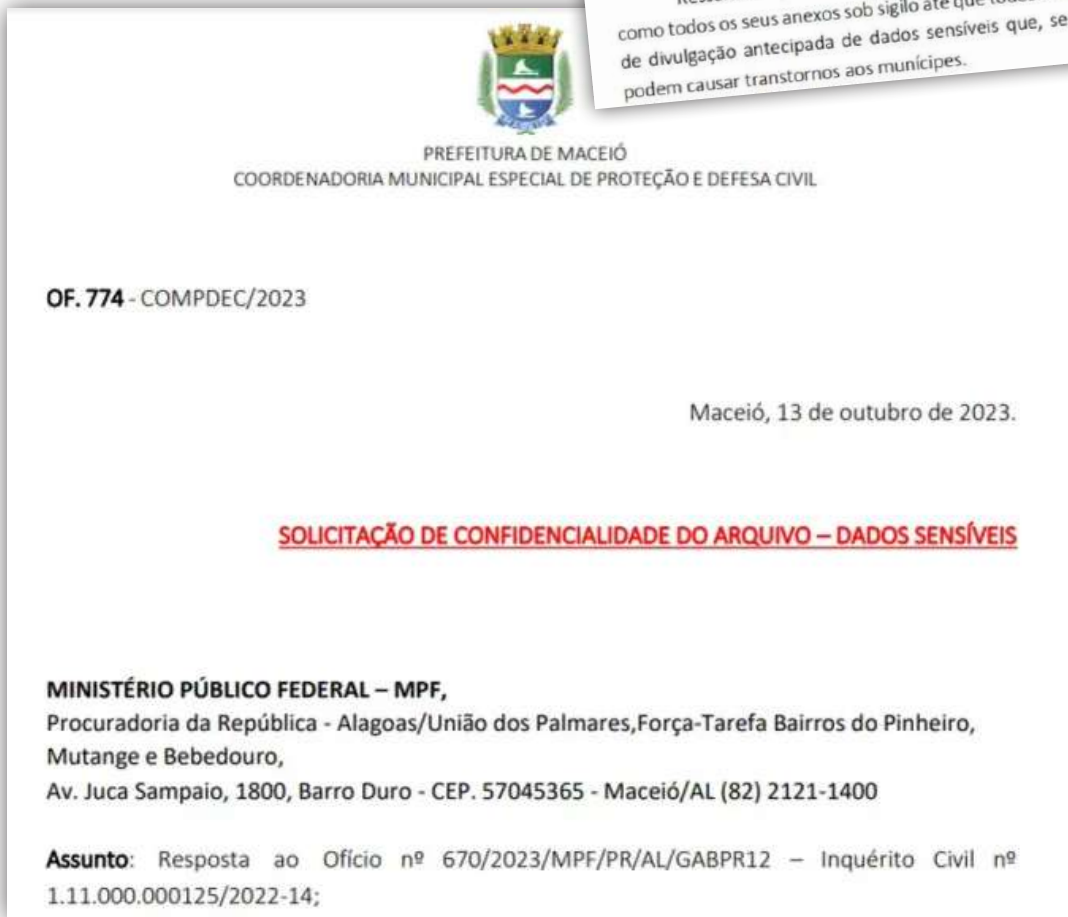 como todos os seus anexos sob sigilo até que
de divulgação antecipada de dados sensíveis que, se
podem causar transtornos aos munícipes.
PREFEITURA DE MACEIÓ
COORDENADORIA MUNICIPAL ESPECIAL DE PROTEÇÃO E DEFESA CIVIL
OF. 774 - COMPDEC/2023
Maceió, 13 de outubro de 2023.
SOLICITAÇÃO DE CONFIDENCIALIDADE DO ARQUIVO – DADOS SENSÍVEIS
MINISTÉRIO PÚBLICO FEDERAL – MPF,
Procuradoria da República - Alagoas/União dos Palmares,Força-Tarefa Bairros do Pinheiro,
Mutange e Bebedouro,
Av. Juca Sampaio, 1800, Barro Duro - CEP. 57045365 - Maceió/AL (82) 2121-1400
Assunto: Resposta ao Ofício nº 670/2023/MPF/PR/AL/GABPR12 – Inquérito Civil nº
1.11.000.000125/2022-14;